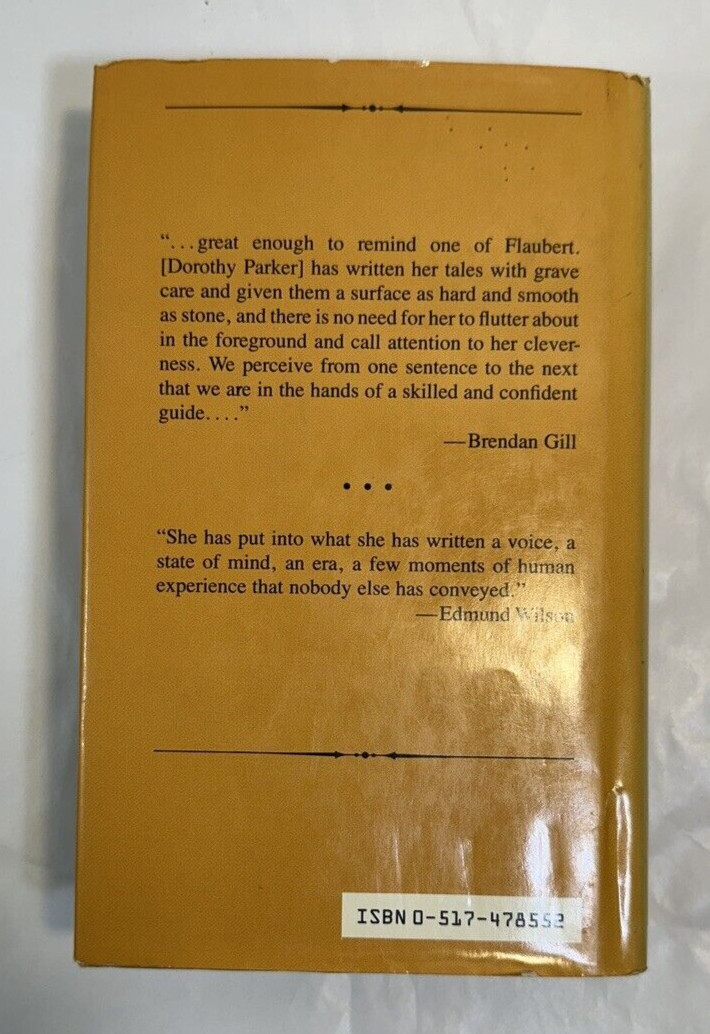 “...great enough to remind one of Flaubert.
[Dorothy Parker] has written her tales with grave
care and given them a surface as hard and smooth
as stone, and there is no need for her to flutter about
in the foreground and call attention to her clever-
ness. We perceive from one sentence to the next
that we are in the hands of a skilled and confident
guide....”
—Brendan Gill
• • •
“She has put into what she has written a voice, a
state of mind, an era, a few moments of human
experience that nobody else has conveyed.”
—Edmund Wilson
ISBN 0-517-478552